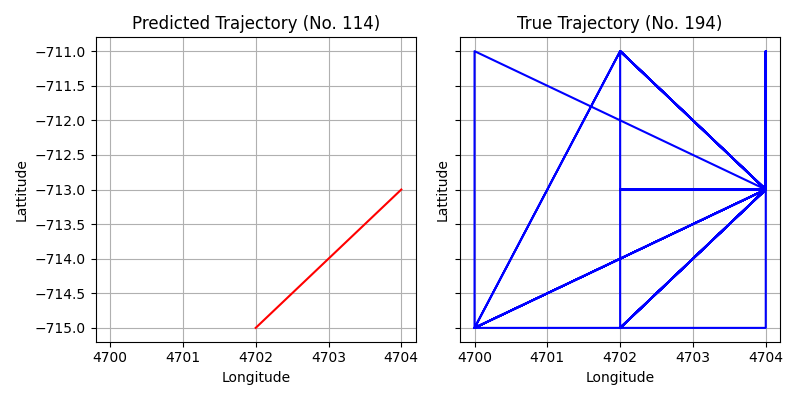 Predicted Trajectory (No. 114)
−711.0
−711.5
−712.0
−712.5
−713.0
−713.5
−714.0
−714.5
−715.0
Lattitude
4700 4701 4702 4703 4704
Longitude
True Trajectory (No. 194)
Lattitude
4700 4701 4702 4703 4704
Longitude